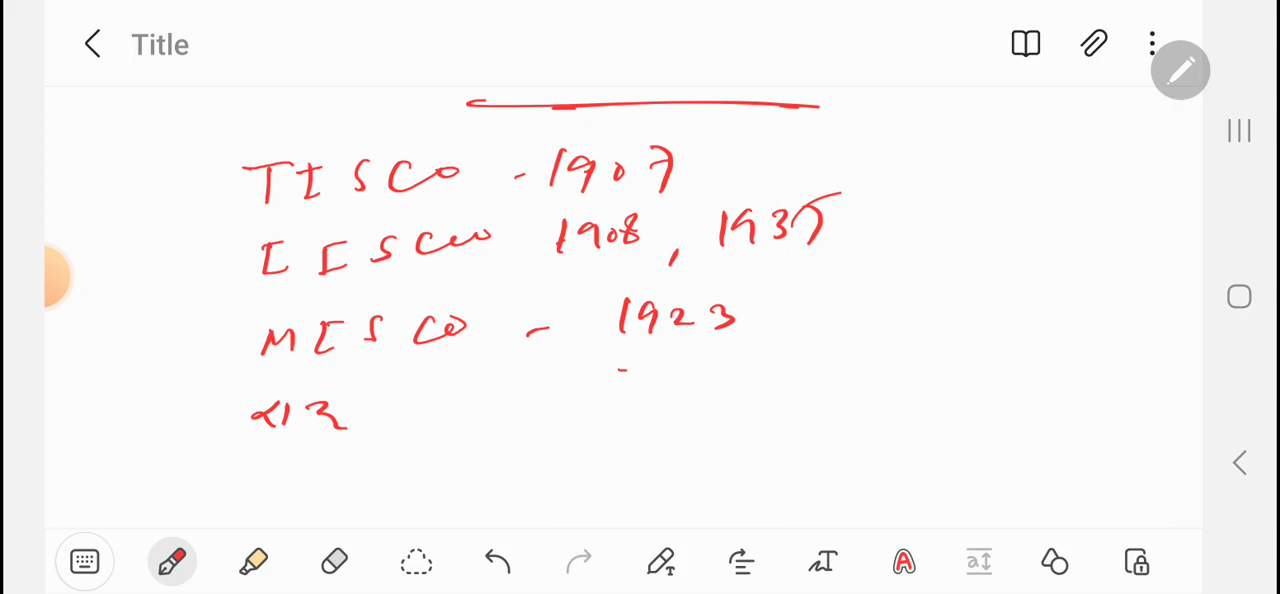 Title
TISCO - 1907
IISCO 1908, 1937
MISCO - 1923